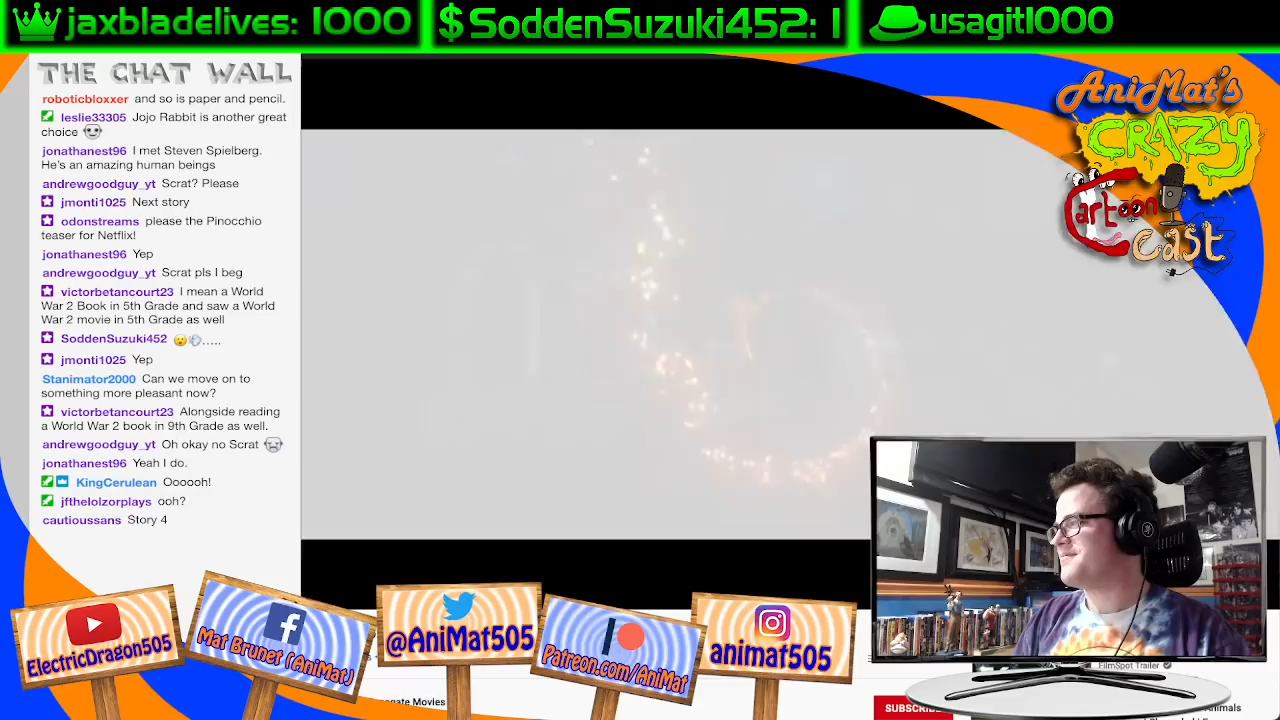 jaxbladelives: 1000
$ SoddenSuzuki452: 1
usagit1000
THE CHAT WALL
roboticbloxxer and so is paper and pencil.
leslie33305 Jojo Rabbit is another great
choice
jonathanest96 I met Steven Spielberg.
He's an amazing human beings
andrewgoodguy_yt Scrat? Please
jmonti1025 Next story
odonstreams please the Pinocchio
teaser for Netflix!
jonathanest96 Yep
andrewgoodguy_yt Scrat pls I beg
victorbetancourt23 I mean a World
War 2 Book in 5th Grade and saw a World
War 2 movie in 5th Grade as well
SoddenSuzuki452 .....
jmonti1025 Yep
Stanimator2000 Can we move on to
something more pleasant now?
victorbetancourt23 Alongside reading
a World War 2 book in 9th Grade as well.
andrewgoodguy_yt Oh okay no Scrat
jonathanest96 Yeah I do.
KingCerulean Oooooh!
jfthelolzorplays ooh?
cautioussans Story 4
AniMat's
CRAZY
Cartoon
Cast
ElectricDragon505
Mat Brunet (AniMat)
@AniMat505
Patreon.com/AniMat
animat505
FilmSpot Trailer
Movies
Animals